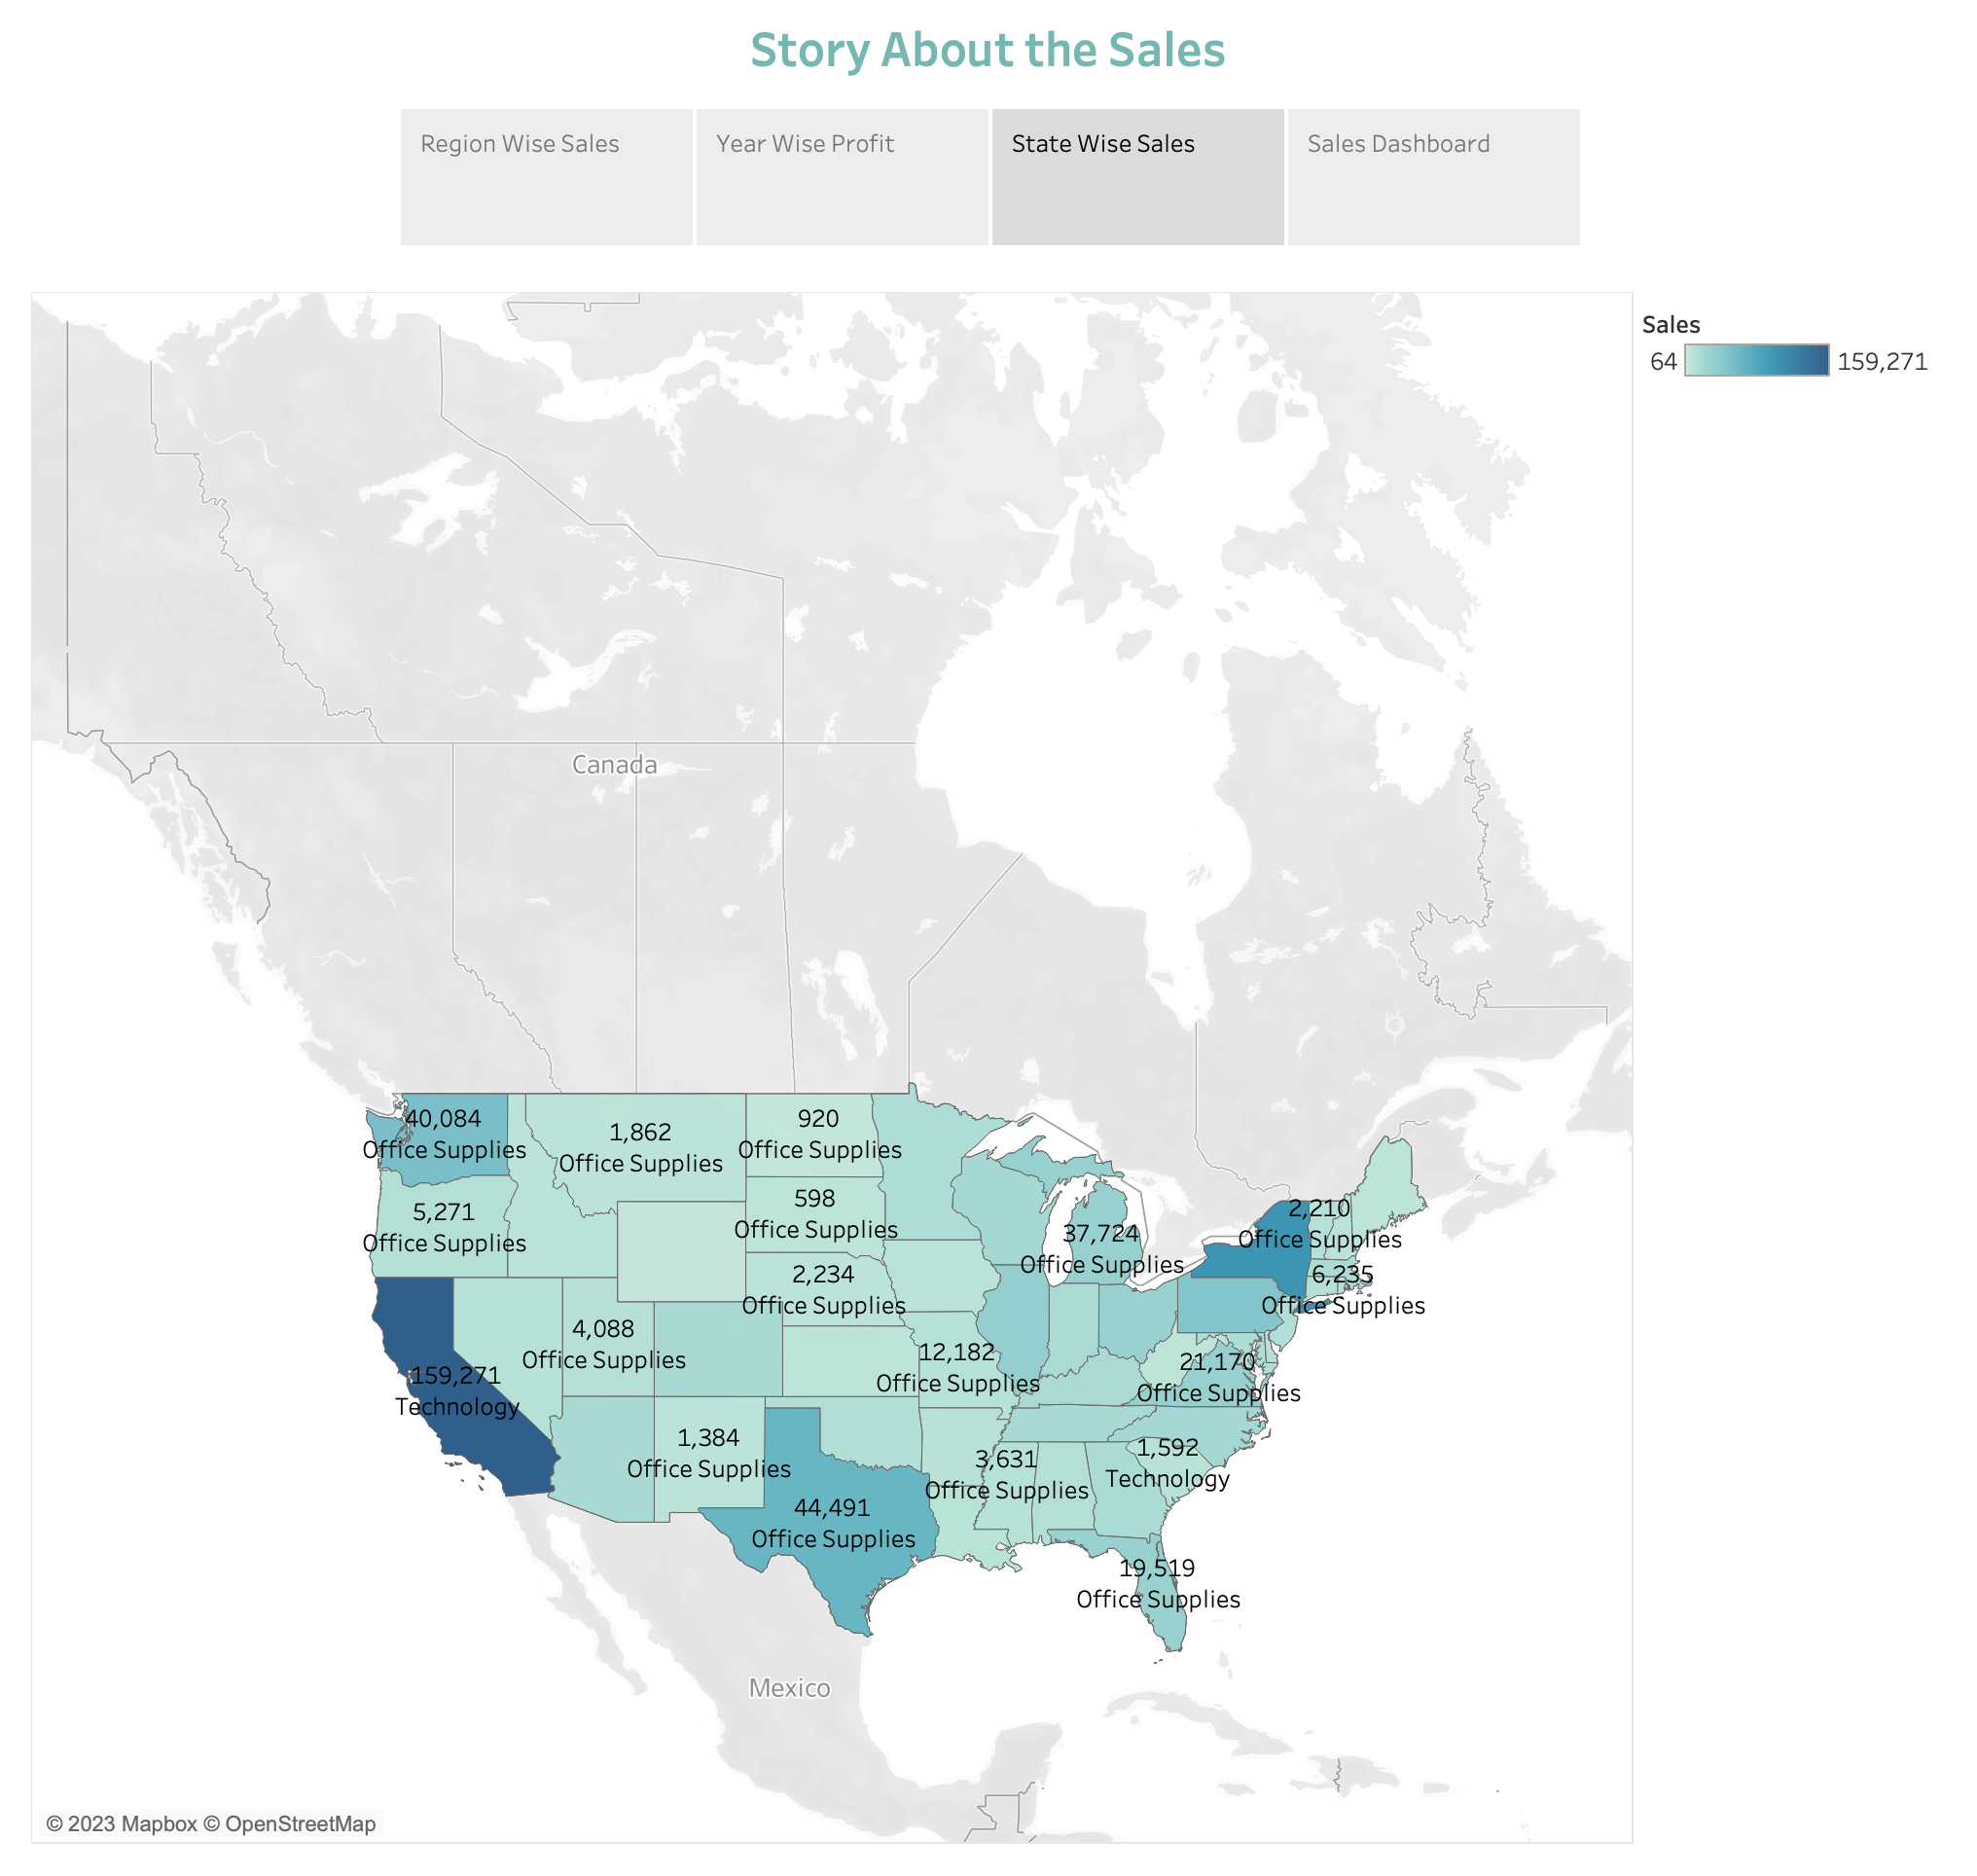 Story About the Sales
Region Wise Sales
Year Wise Profit
State Wise Sales
Sales Dashboard
Sales
64
159,271
Canada
40,084
Office Supplies
1,862
Office Supplies
920
Office Supplies
5,271
Office Supplies
598
Office Supplies
37,724
Office Supplies
2,210
Office Supplies
2,234
Office Supplies
6,235
Office Supplies
4,088
Office Supplies
12,182
Office Supplies
21,170
Office Supplies
159,271
Technology
1,384
Office Supplies
3,631
Office Supplies
1,592
Technology
44,491
Office Supplies
19,519
Office Supplies
Mexico
© 2023 Mapbox © OpenStreetMap